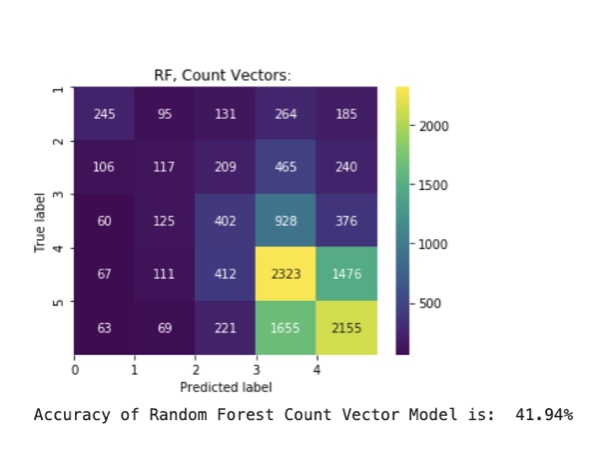 RF, Count Vectors:
1
245 95 131 264 185
2
106 117 209 465 240
3
60 125 402 928 376
4
67 111 412 2323 1476
5
63 69 221 1655 2155
0 1 2 3 4
True label
Predicted label
2000
1500
1000
500
Accuracy of Random Forest Count Vector Model is: 41.94%